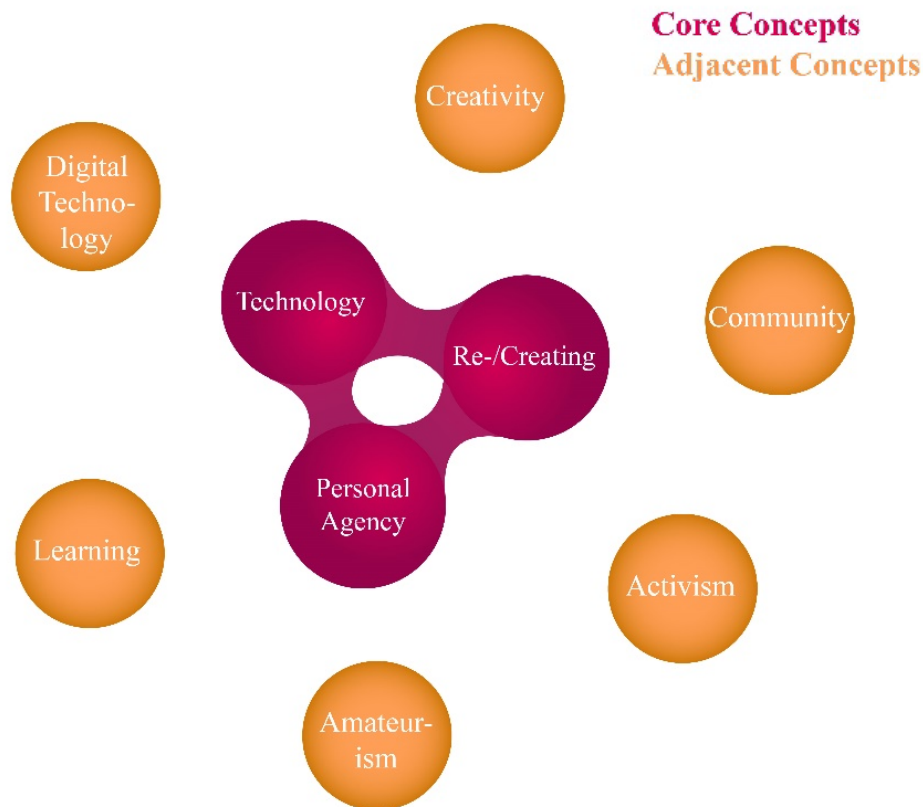 Core Concepts
Adjacent Concepts
Creativity
Digital
Techno-
logy
Technology
Community
Re-/Creating
Personal
Agency
Learning
Activism
Amateur-
ism